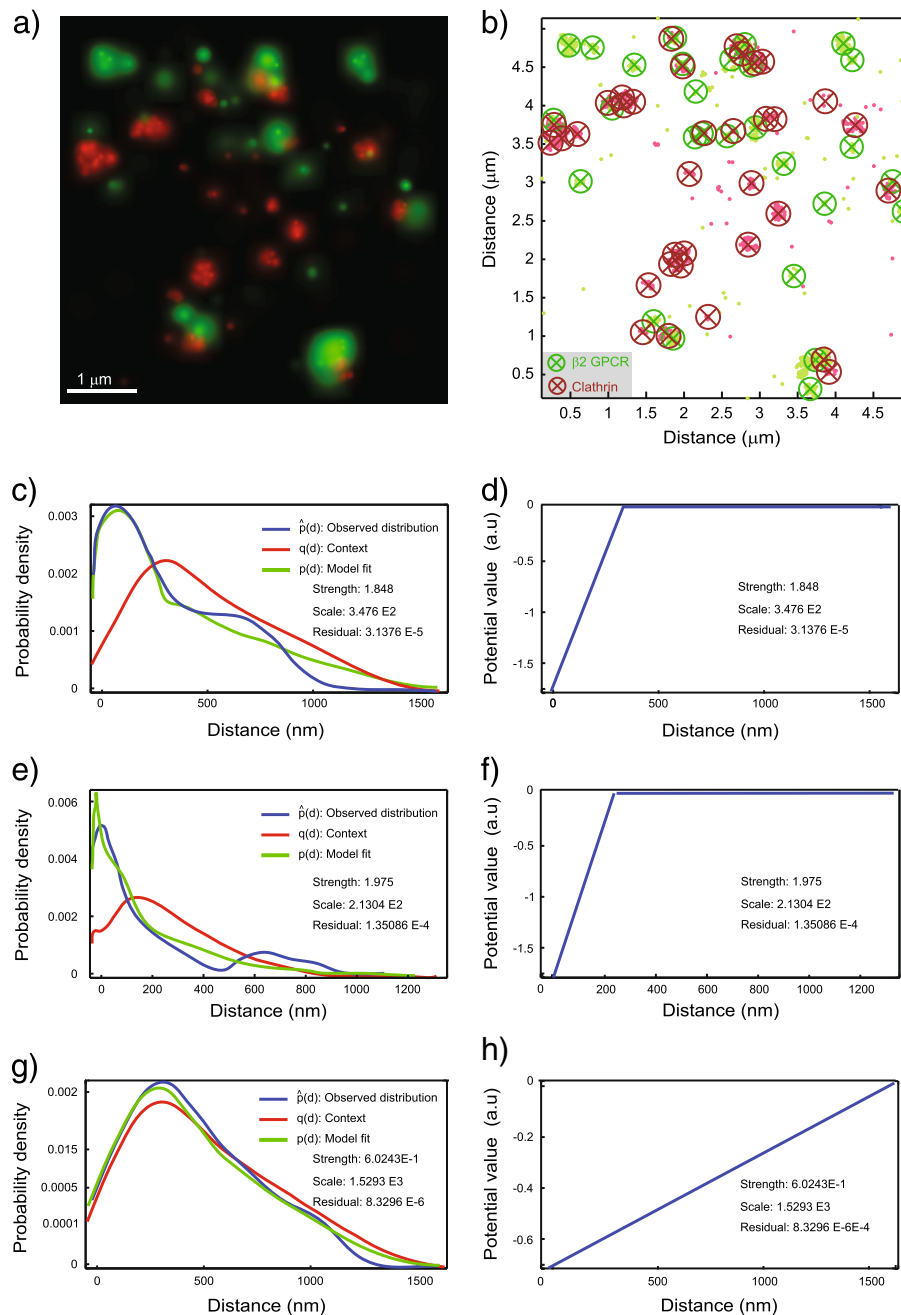 a)
1 μm
b)
4.5
4
3.5
3
2.5
2
1.5
1
0.5
Distance (μm)
β2 GPCR
Clathrin
0.5 1 1.5 2 2.5 3 3.5 4 4.5
Distance (μm)
c)
Probability density
0.003
0.002
0.001
0
p̂(d): Observed distribution
q(d): Context
p(d): Model fit
Strength: 1.848
Scale: 3.476 E2
Residual: 3.1376 E-5
0 500 1000 1500
Distance (nm)
d)
Potential value (a.u)
0
-0.5
-1
-1.5
Strength: 1.848
Scale: 3.476 E2
Residual: 3.1376 E-5
0 500 1000 1500
Distance (nm)
e)
Probability density
0.006
0.004
0.002
0
p̂(d): Observed distribution
q(d): Context
p(d): Model fit
Strength: 1.975
Scale: 2.1304 E2
Residual: 1.35086 E-4
0 200 400 600 800 1000 1200
Distance (nm)
f)
Potential value (a.u)
0
-0.5
-1
-1.5
Strength: 1.975
Scale: 2.1304 E2
Residual: 1.35086 E-4
0 200 400 600 800 1000 1200
Distance (nm)
g)
Probability density
0.002
0.015
0.0005
0.0001
0
p̂(d): Observed distribution
q(d): Context
p(d): Model fit
Strength: 6.0243E-1
Scale: 1.5293 E3
Residual: 8.3296 E-6
0 500 1000 1500
Distance (nm)
h)
Potential value (a.u)
0
-0.2
-0.4
-0.6
Strength: 6.0243E-1
Scale: 1.5293 E3
Residual: 8.3296 E-6E-4
0 500 1000 1500
Distance (nm)